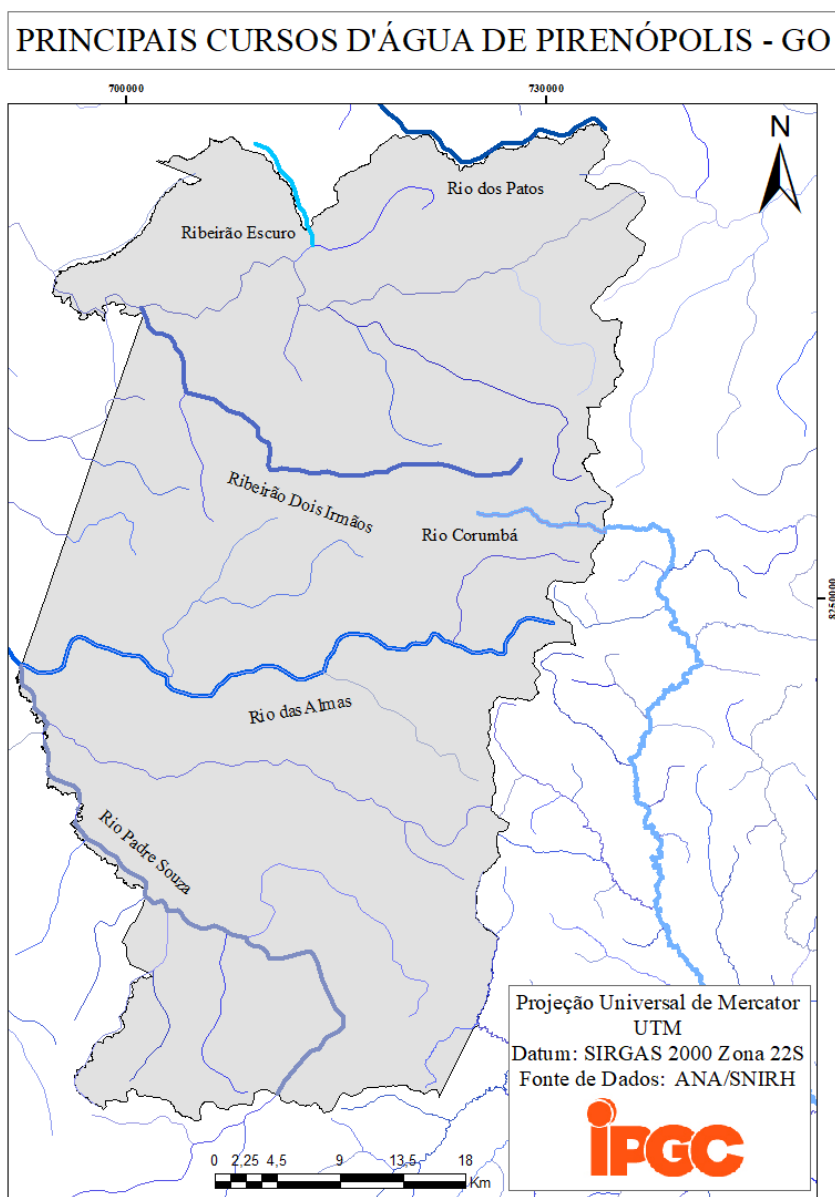 PRINCIPAIS CURSOS D'ÁGUA DE PIRENÓPOLIS - GO
700000
730000
N
Rio dos Patos
Ribeirão Escuro
Ribeirão Dois Irmãos
Rio Corumbá
8250000
Rio das Almas
Rio Padre Souza
Projeção Universal de Mercator
UTM
Datum: SIRGAS 2000 Zona 22S
Fonte de Dados: ANA/SNIRH
IPGC
0 2,25 4,5 9 13,5 18
Km